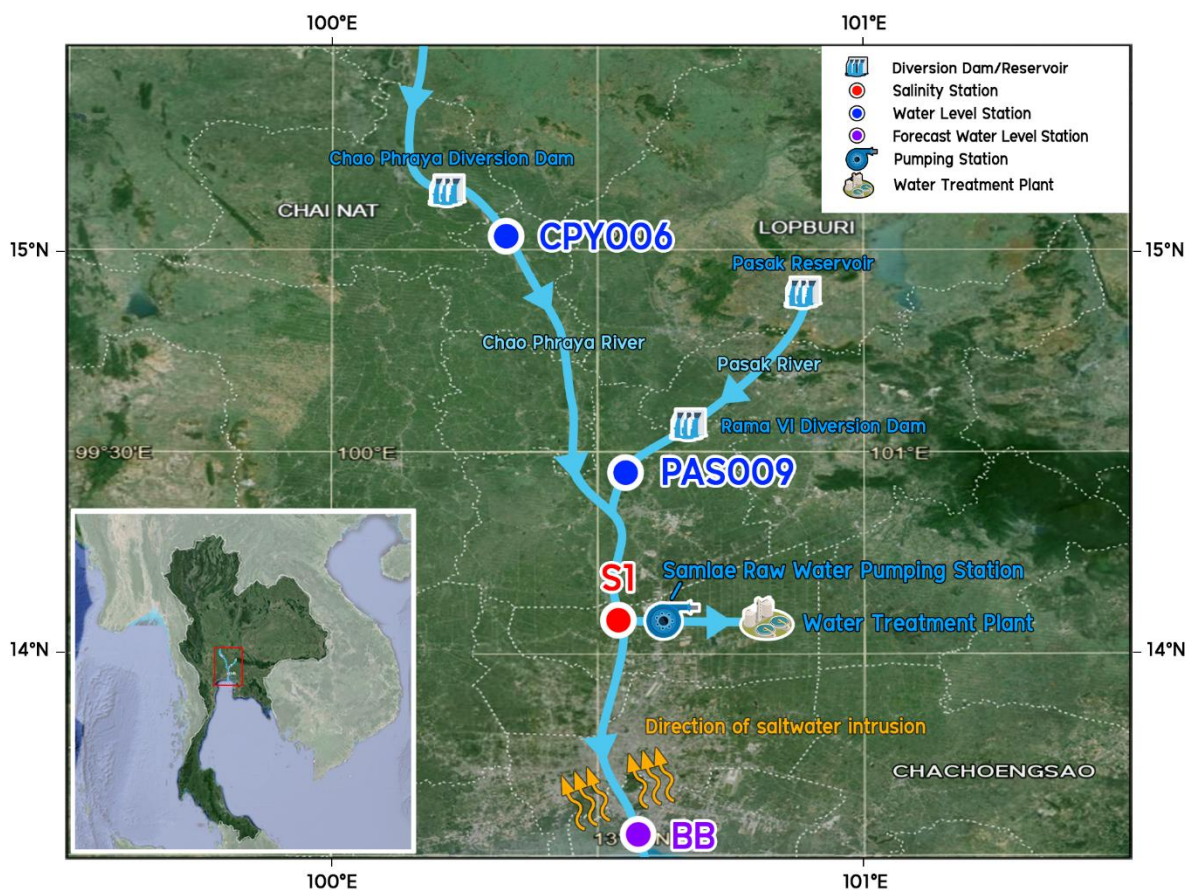 100°E
101°E
Diversion Dam/Reservoir
Salinity Station
Water Level Station
Forecast Water Level Station
Pumping Station
Water Treatment Plant
Chao Phraya Diversion Dam
CHAI NAT
CPY006
LOPBURI
15°N
15°N
Pasak Reservoir
Chao Phraya River
Pasak River
Rama VI Diversion Dam
99°30'E
100°E
101°E
PAS009
S1
Samlae Raw Water Pumping Station
Water Treatment Plant
14°N
14°N
Direction of saltwater intrusion
CHACHOENGSAO
BB
100°E
101°E